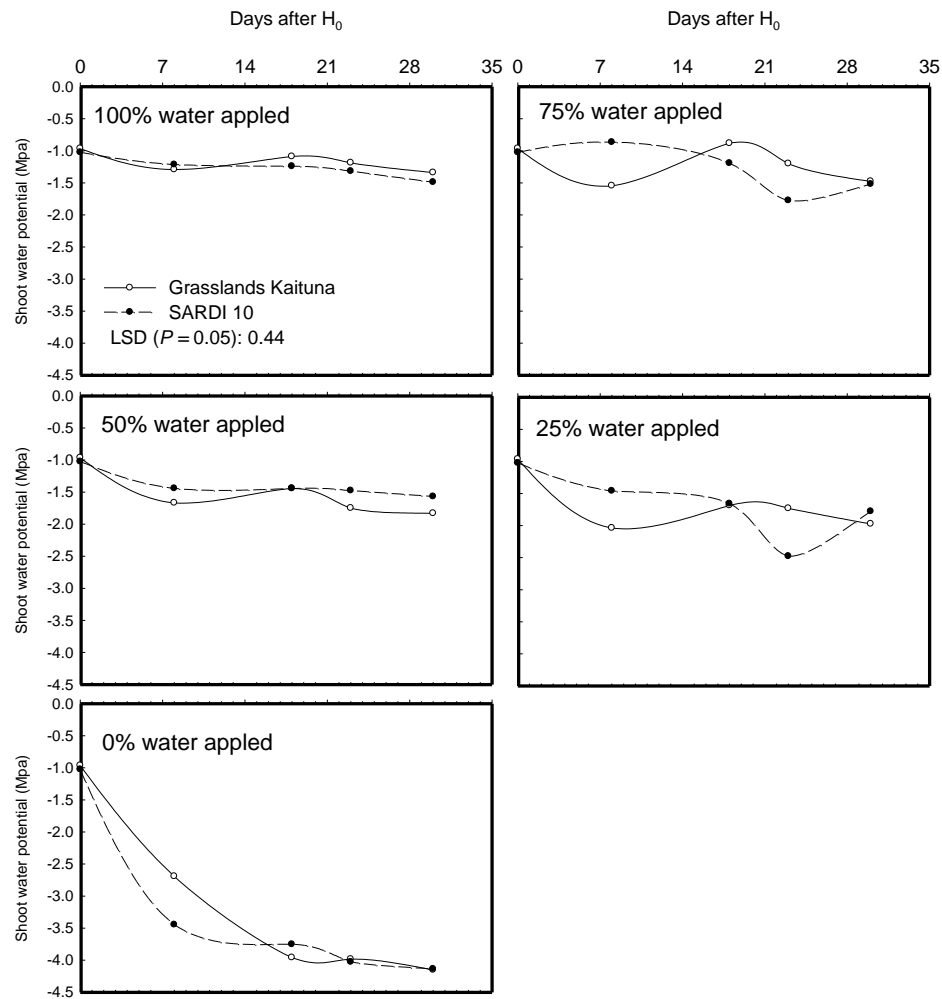 Days after H₀ Days after H₀
0 7 14 21 28 35 0 7 14 21 28 35
100% water appled 75% water appled
Shoot water potential (Mpa)
0.0
-0.5
-1.0
-1.5
-2.0
-2.5
-3.0
-3.5
-4.0
-4.5
Grasslands Kaituna
SARDI 10
LSD (P = 0.05): 0.44
50% water appled 25% water appled
Shoot water potential (Mpa)
0.0
-0.5
-1.0
-1.5
-2.0
-2.5
-3.0
-3.5
-4.0
-4.5
0% water appled
Shoot water potential (Mpa)
0.0
-0.5
-1.0
-1.5
-2.0
-2.5
-3.0
-3.5
-4.0
-4.5